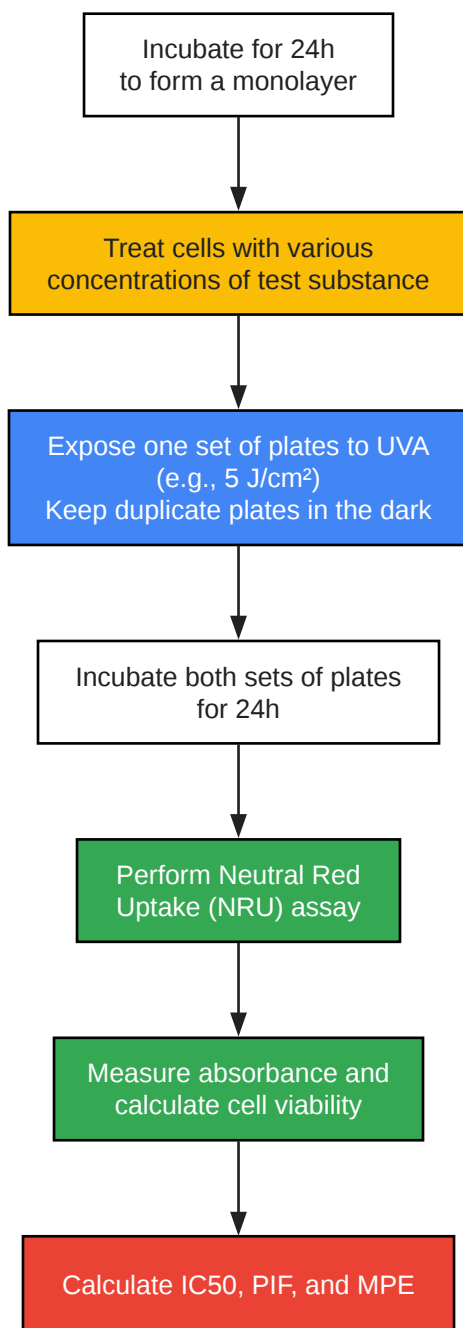 Incubate for 24h
to form a monolayer
Treat cells with various
concentrations of test substance
Expose one set of plates to UVA
(e.g., 5 J/cm²)
Keep duplicate plates in the dark
Incubate both sets of plates
for 24h
Perform Neutral Red
Uptake (NRU) assay
Measure absorbance and
calculate cell viability
Calculate IC50, PIF, and MPE